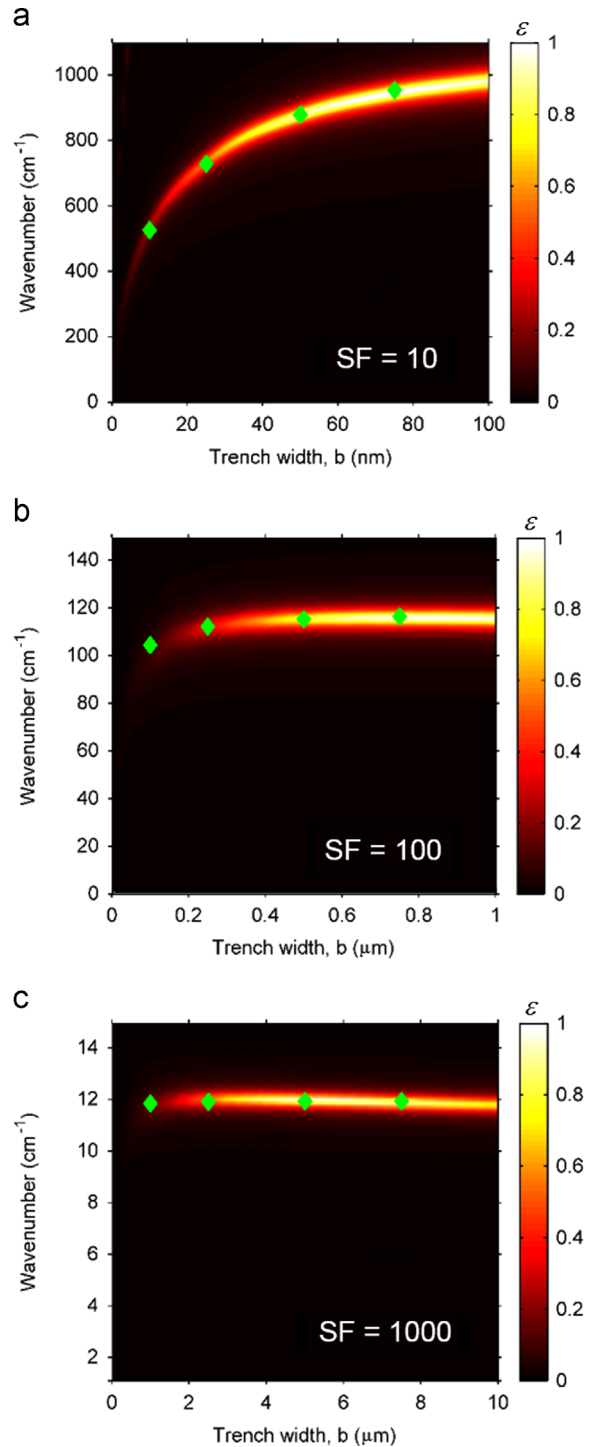 a
ε
1000
800
600
400
200
0
Wavenumber (cm⁻¹)
SF = 10
0 20 40 60 80 100
Trench width, b (nm)
1
0.8
0.6
0.4
0.2
0
b
ε
140
120
100
80
60
40
20
0
Wavenumber (cm⁻¹)
SF = 100
0 0.2 0.4 0.6 0.8 1
Trench width, b (μm)
1
0.8
0.6
0.4
0.2
0
c
ε
14
12
10
8
6
4
2
Wavenumber (cm⁻¹)
SF = 1000
0 2 4 6 8 10
Trench width, b (μm)
1
0.8
0.6
0.4
0.2
0